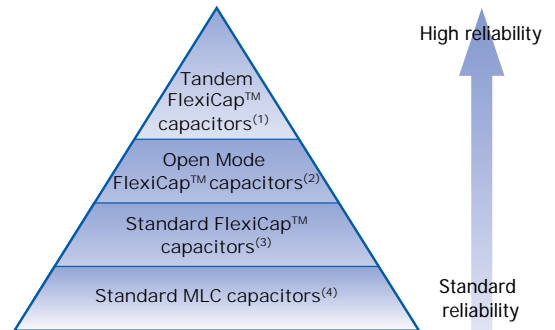 High reliability
Tandem
FlexiCap™
capacitors(1)
Open Mode
FlexiCap™ capacitors(2)
Standard FlexiCap™
capacitors(3)
Standard MLC capacitors(4)
Standard
reliability